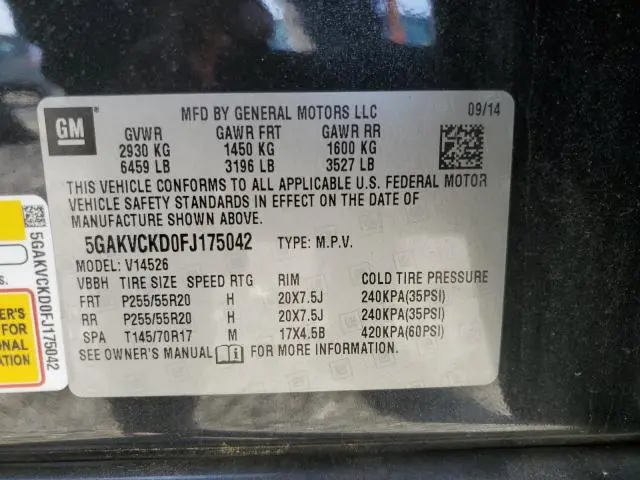 GM
MFD BY GENERAL MOTORS LLC 09/14
GVWR GAWR FRT GAWR RR
2930 KG 1450 KG 1600 KG
6459 LB 3196 LB 3527 LB
THIS VEHICLE CONFORMS TO ALL APPLICABLE U.S. FEDERAL MOTOR
VEHICLE SAFETY STANDARDS IN EFFECT ON THE DATE OF
MANUFACTURE SHOWN ABOVE.
5GAKVCKD0FJ175042 TYPE: M.P.V.
MODEL: V14526
VBBH TIRE SIZE SPEED RTG RIM COLD TIRE PRESSURE
FRT P255/55R20 H 20X7.5J 240KPA(35PSI)
RR P255/55R20 H 20X7.5J 240KPA(35PSI)
SPA T145/70R17 M 17X4.5B 420KPA(60PSI)
SEE OWNER'S MANUAL i FOR MORE INFORMATION.
5GAKVCKD0FJ175042
s.
ER'S
FOR
NAL